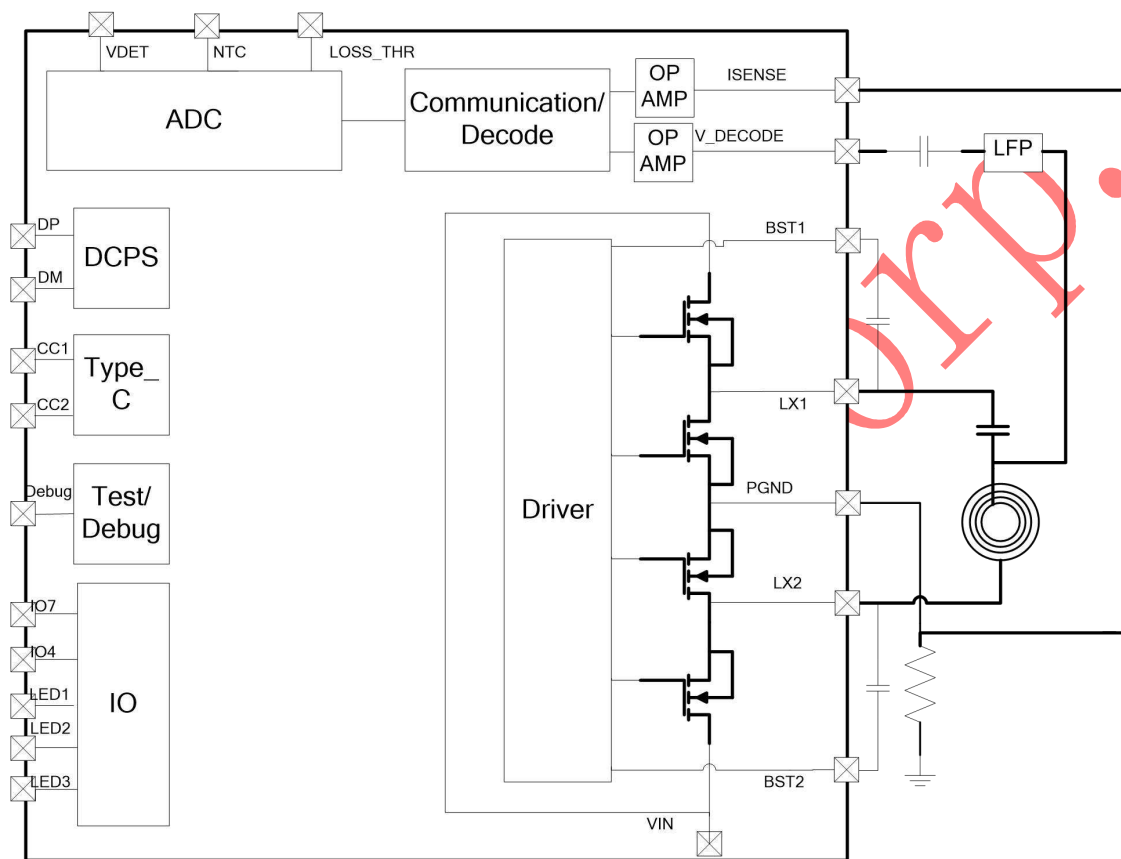 VDET
NTC
LOSS_THR
ADC
Communication/
Decode
OP
AMP
ISENSE
OP
AMP
V_DECODE
LFP
DP
DM
DCPS
BST1
CC1
CC2
Type_
C
LX1
Debug
Test/
Debug
Driver
PGND
IO7
IO4
LED1
LED2
LED3
IO
LX2
BST2
VIN
orp.